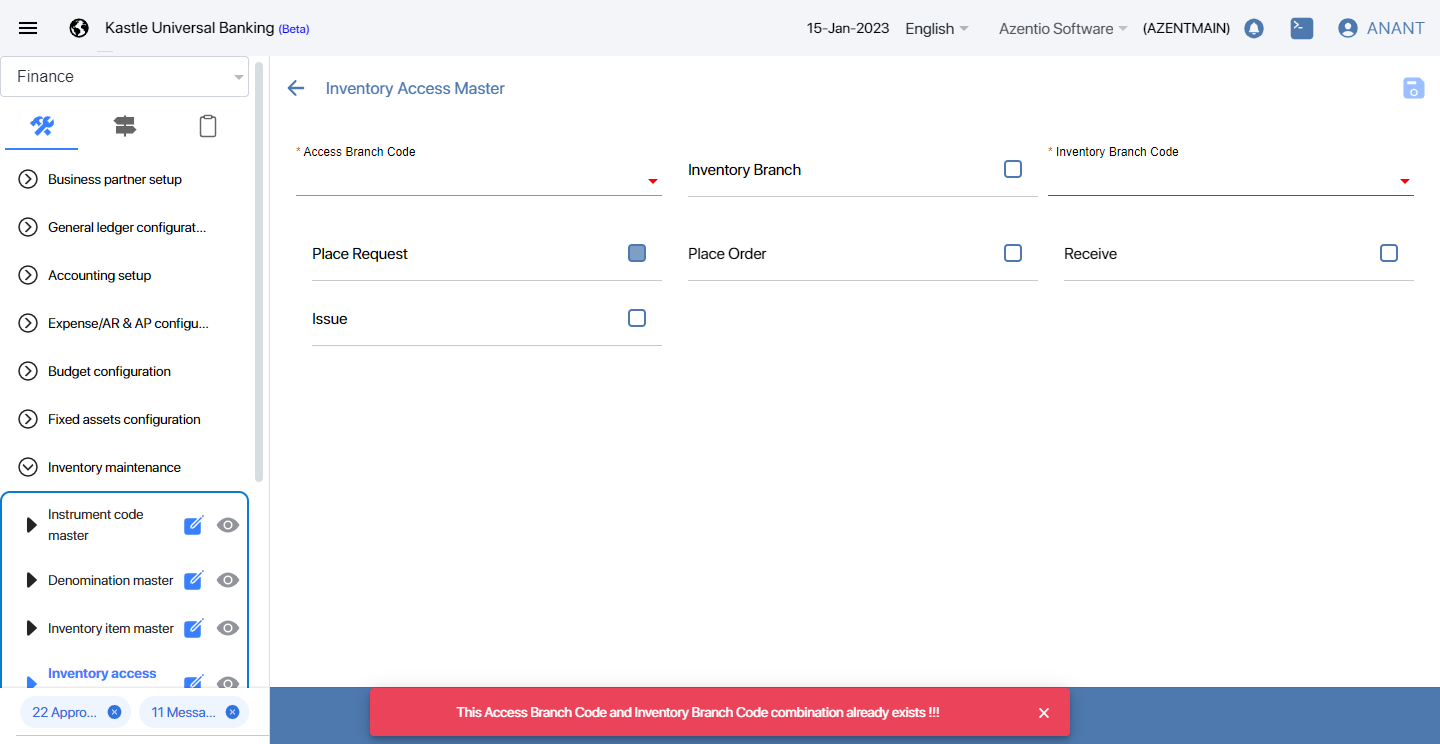 Kastle Universal Banking (Beta)
15-Jan-2023
English
Azentio Software
(AZENTMAIN)
ANANT
Finance
Business partner setup
General ledger configurat...
Accounting setup
Expense/AR & AP configu...
Budget configuration
Fixed assets configuration
Inventory maintenance
Instrument code
master
Denomination master
Inventory item master
Inventory access
22 Appro...
11 Messa...
Inventory Access Master
* Access Branch Code
Inventory Branch
* Inventory Branch Code
Place Request
Place Order
Receive
Issue
This Access Branch Code and Inventory Branch Code combination already exists !!!